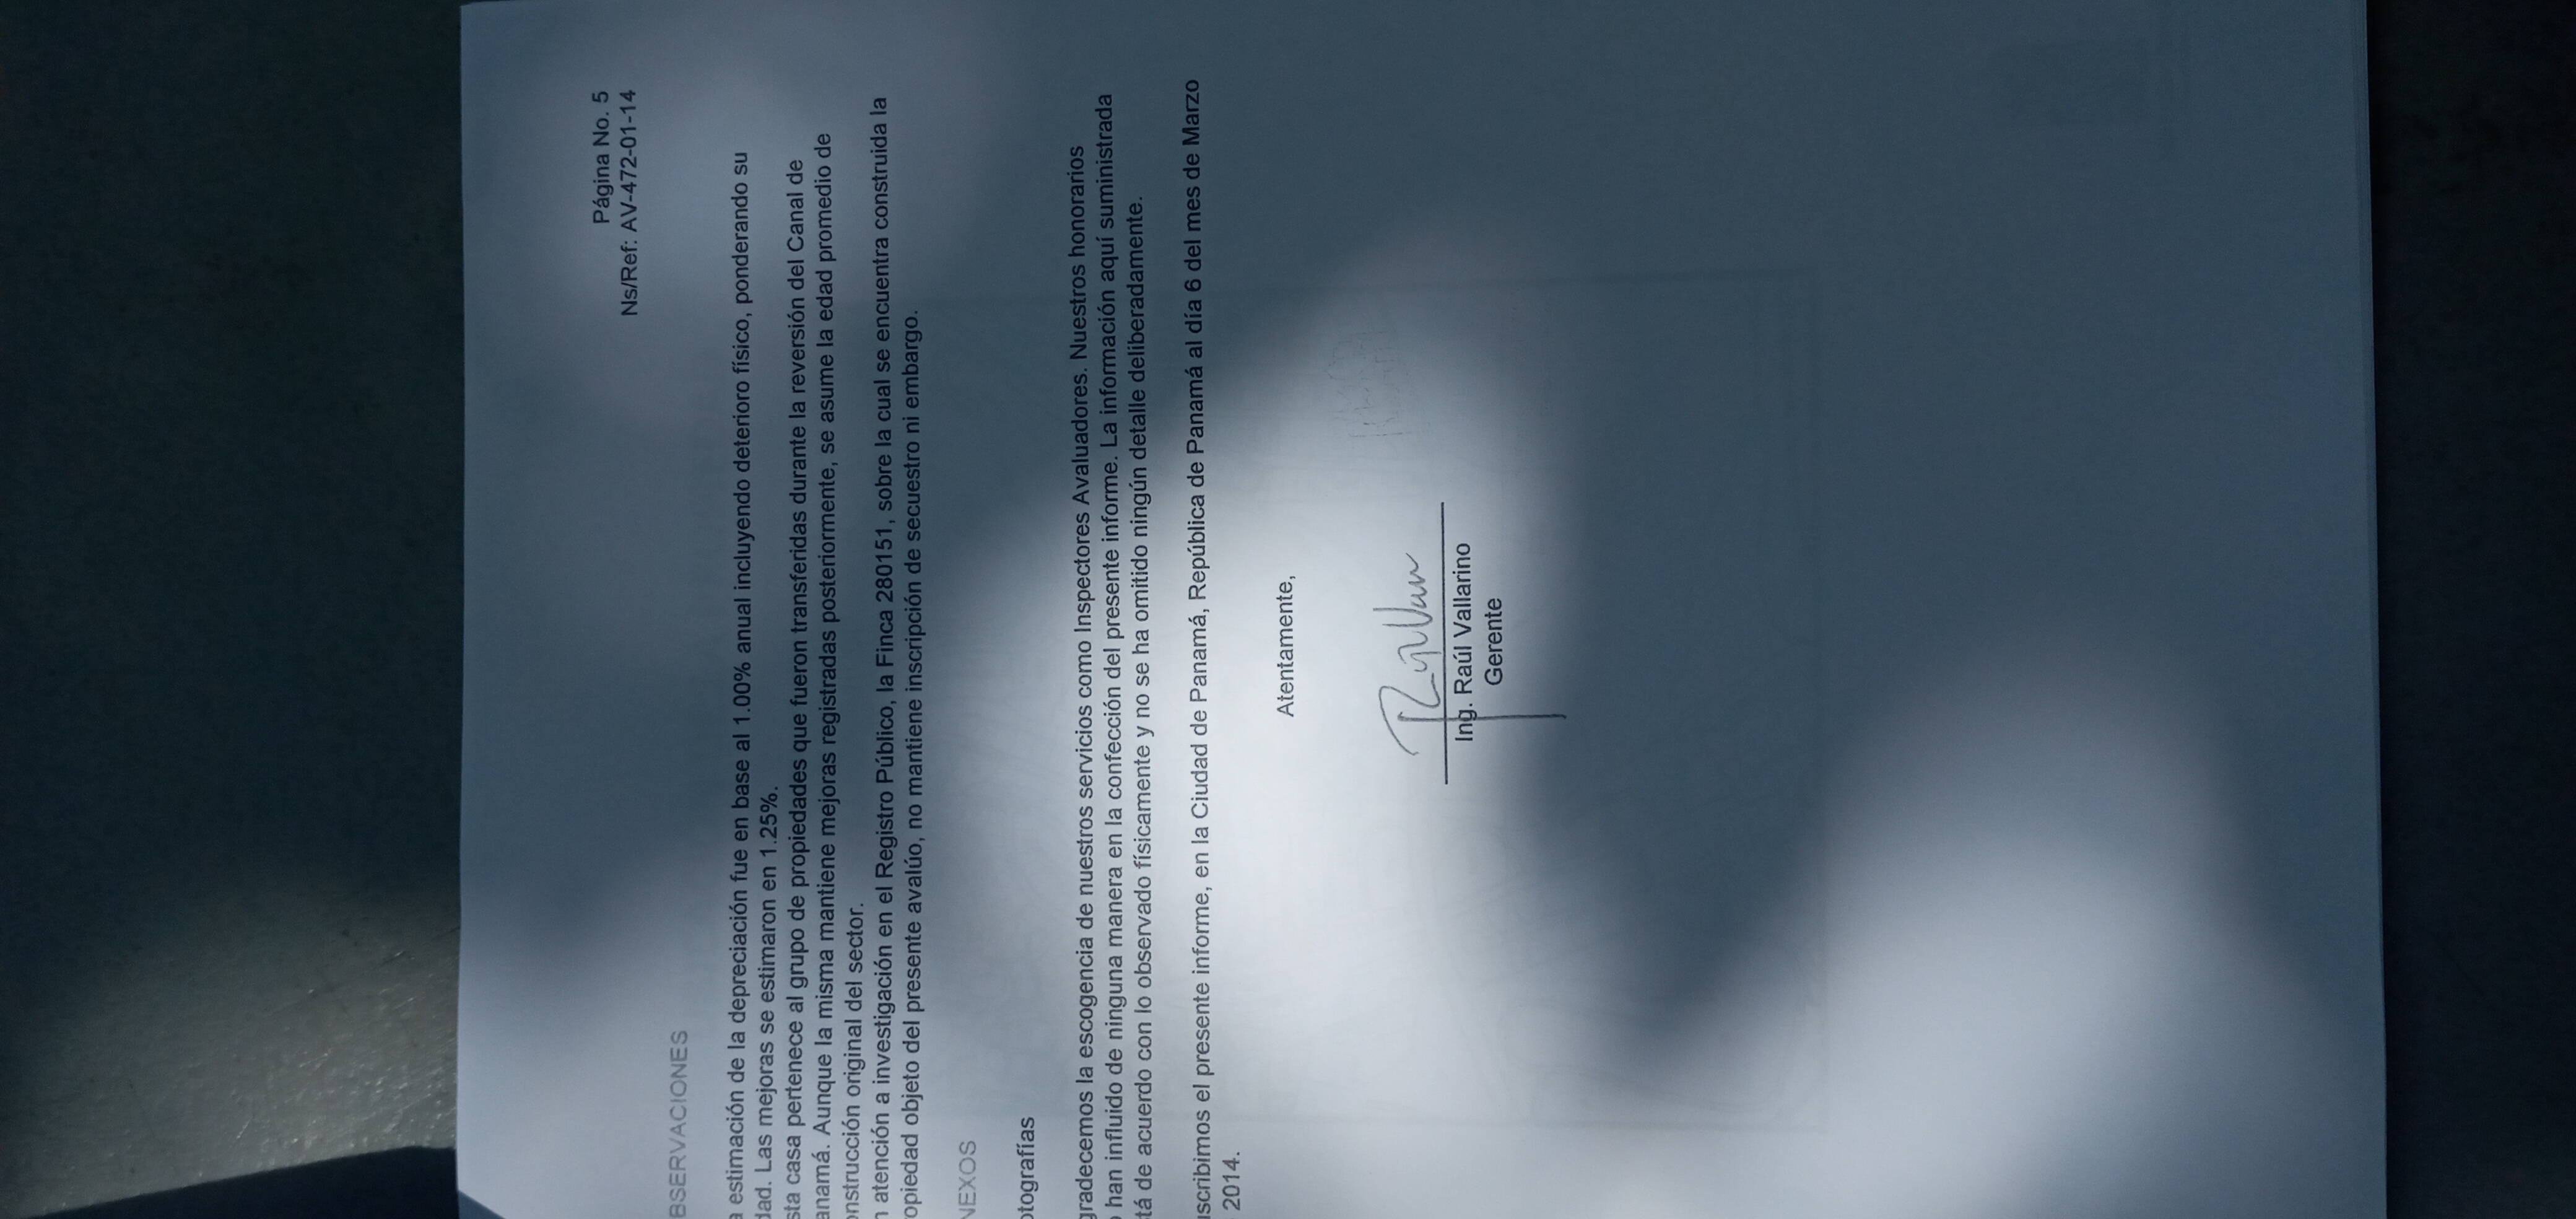 Página No. 5
Ns/Ref: AV-472-01-14
BSERVACIONES
a estimación de la depreciación fue en base al 1.00% anual incluyendo deterioro físico, ponderando su
dad. Las mejoras se estimaron en 1.25%.
sta casa pertenece al grupo de propiedades que fueron transferidas durante la reversión del Canal de
anamá. Aunque la misma mantiene mejoras registradas posteriormente, se asume la edad promedio de
onstrucción original del sector.
n atención a investigación en el Registro Público, la Finca 280151, sobre la cual se encuentra construida la
opiedad objeto del presente avalúo, no mantiene inscripción de secuestro ni embargo.
NEXOS
otografías
gradecemos la escogencia de nuestros servicios como Inspectores Avaluadores. Nuestros honorarios
o han influido de ninguna manera en la confección del presente informe. La información aquí suministrada
tá de acuerdo con lo observado físicamente y no se ha omitido ningún detalle deliberadamente.
uscribimos el presente informe, en la Ciudad de Panamá, República de Panamá al día 6 del mes de Marzo
2014.
Atentamente,
Ing. Raúl Vallarino
Gerente